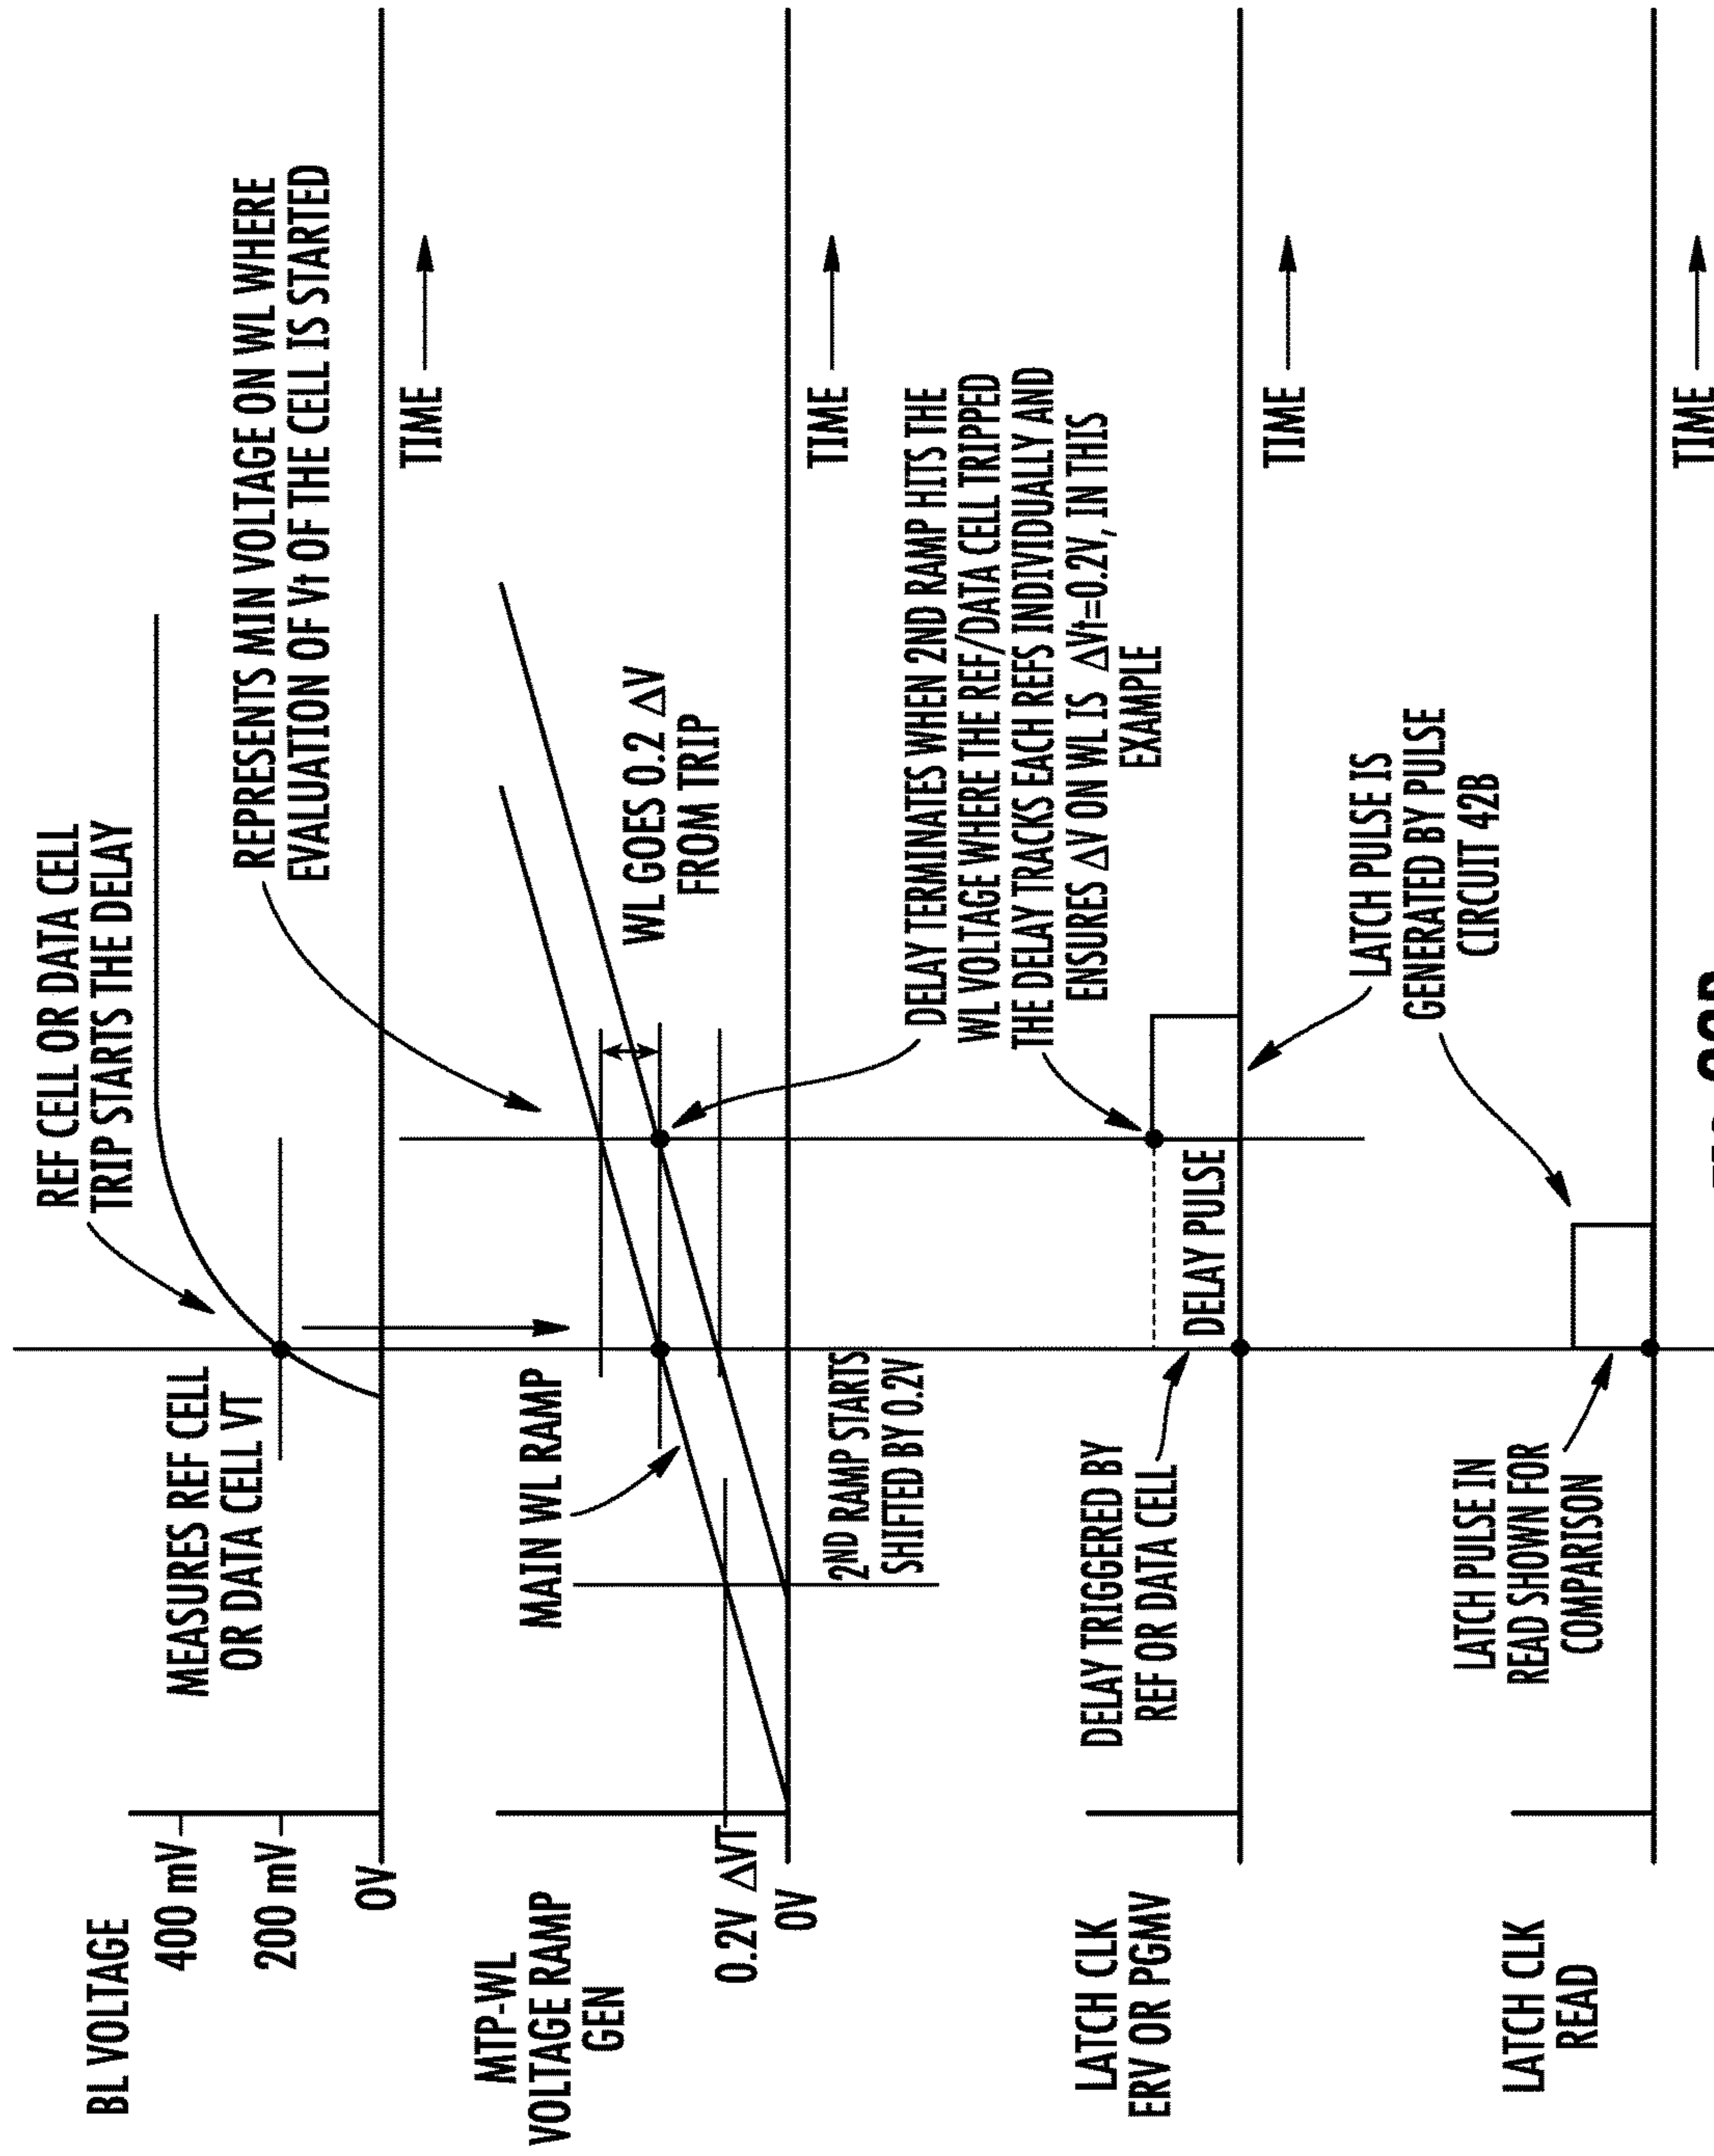 BL VOLTAGE
400 mV
200 mV
0V
REF CELL OR DATA CELL
TRIP STARTS THE DELAY
MEASURES REF CELL
OR DATA CELL VT
REPRESENTS MIN VOLTAGE ON WL WHERE
EVALUATION OF Vt OF THE CELL IS STARTED
TIME
MTP-WL
VOLTAGE RAMP
GEN
0.2V ΔVT
0V
MAIN WL RAMP
WL GOES 0.2 ΔV
FROM TRIP
2ND RAMP STARTS
SHIFTED BY 0.2V
TIME
DELAY TERMINATES WHEN 2ND RAMP HITS THE
WL VOLTAGE WHERE THE REF/DATA CELL TRIPPED
THE DELAY TRACKS EACH REFS INDIVIDUALLY AND
ENSURES ΔV ON WL IS ΔVt=0.2V, IN THIS
EXAMPLE
LATCH CLK
ERV OR PGMV
DELAY TRIGGERED BY
REF OR DATA CELL
DELAY PULSE
TIME
LATCH PULSE IS
GENERATED BY PULSE
CIRCUIT 42B
LATCH CLK
READ
LATCH PULSE IN
READ SHOWN FOR
COMPARISON
TIME